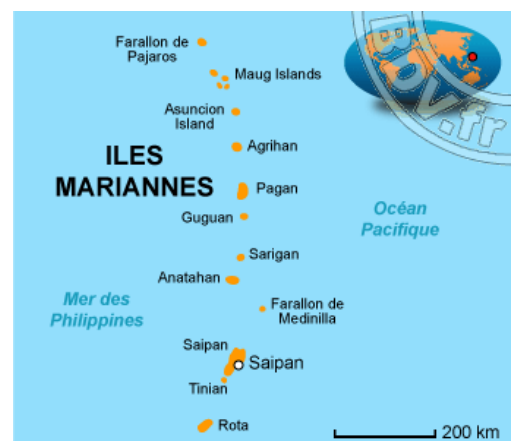 Farallon de
Pajaros
Maug Islands
Asuncion
Island
Agrihan
ILES
MARIANNES
Pagan
Guguan
Océan
Pacifique
Sarigan
Anatahan
Mer des
Philippines
Farallon de
Medinilla
Saipan
Saipan
Tinian
Rota
200 km
BDV.fr